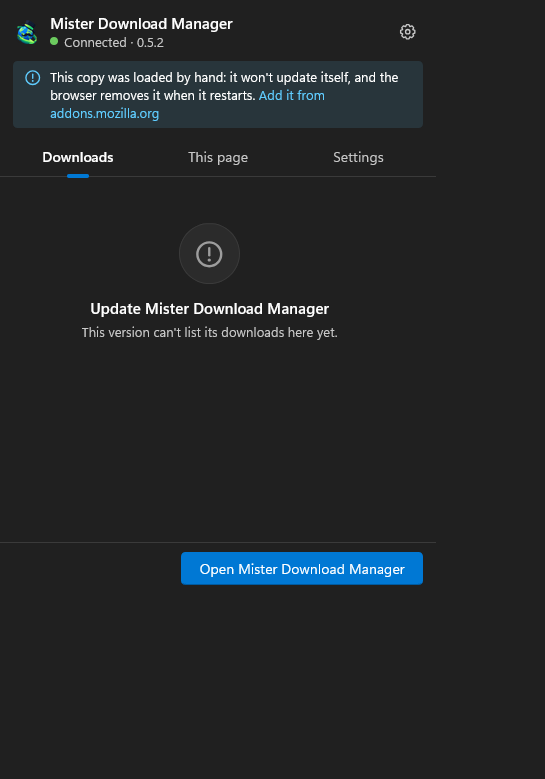 Mister Download Manager
Connected · 0.5.2
This copy was loaded by hand: it won't update itself, and the
browser removes it when it restarts. Add it from
addons.mozilla.org
Downloads
This page
Settings
Update Mister Download Manager
This version can't list its downloads here yet.
Open Mister Download Manager